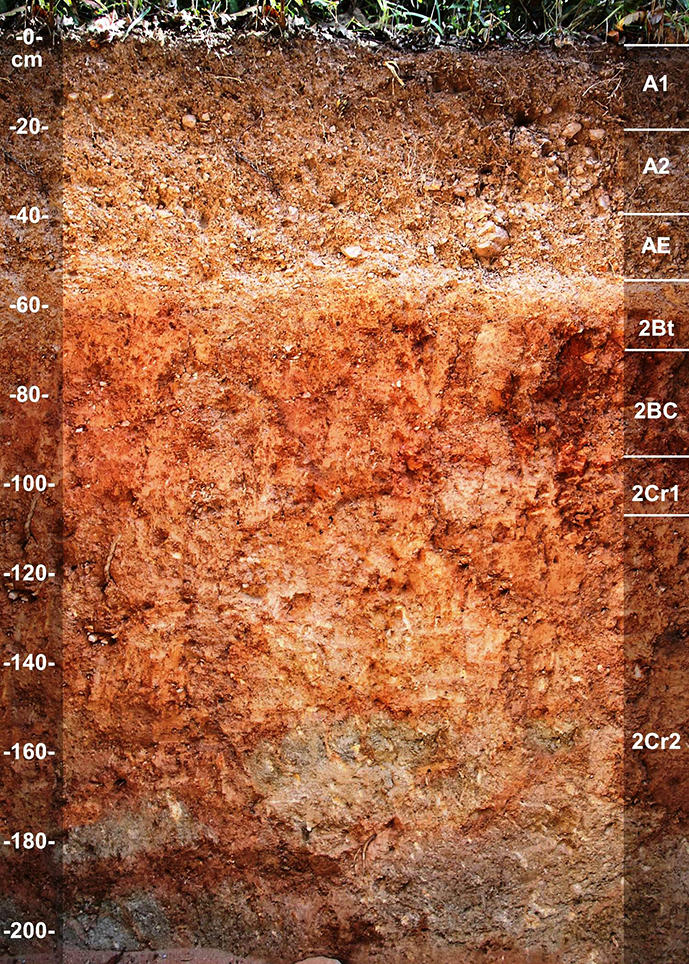 -0-
cm
A1
-20-
A2
-40-
AE
-60-
2Bt
-80-
2BC
-100-
2Cr1
-120-
-140-
2Cr2
-160-
-180-
-200-